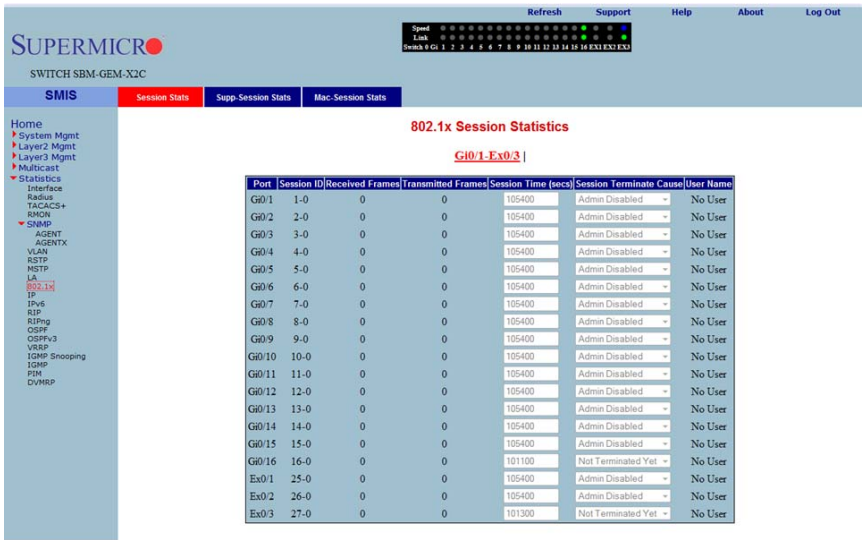 Refresh Support Help About Log Out
Speed
Link
Switch 0 Gi 1 2 3 4 5 6 7 8 9 10 11 12 13 14 15 16 EX1 EX2 EX3
SUPERMICRO
SWITCH SBM-GEM-X2C
SMIS
Session Stats Supp-Session Stats Mac-Session Stats
Home
System Mgmt
Layer2 Mgmt
Layer3 Mgmt
Multicast
Statistics
Interface
Radius
TACACS+
RMON
SNMP
AGENT
AGENTX
VLAN
RSTP
MSTP
LA
802.1x
IP
IPv6
RIP
RIPng
OSPF
OSPFv3
VRRP
IGMP Snooping
IGMP
PIM
DVMRP
802.1x Session Statistics
Gi0/1-Ex0/3 |
Port Session ID Received Frames Transmitted Frames Session Time (secs) Session Terminate Cause User Name
Gi0/1 1-0 0 0 105400 Admin Disabled No User
Gi0/2 2-0 0 0 105400 Admin Disabled No User
Gi0/3 3-0 0 0 105400 Admin Disabled No User
Gi0/4 4-0 0 0 105400 Admin Disabled No User
Gi0/5 5-0 0 0 105400 Admin Disabled No User
Gi0/6 6-0 0 0 105400 Admin Disabled No User
Gi0/7 7-0 0 0 105400 Admin Disabled No User
Gi0/8 8-0 0 0 105400 Admin Disabled No User
Gi0/9 9-0 0 0 105400 Admin Disabled No User
Gi0/10 10-0 0 0 105400 Admin Disabled No User
Gi0/11 11-0 0 0 105400 Admin Disabled No User
Gi0/12 12-0 0 0 105400 Admin Disabled No User
Gi0/13 13-0 0 0 105400 Admin Disabled No User
Gi0/14 14-0 0 0 105400 Admin Disabled No User
Gi0/15 15-0 0 0 105400 Admin Disabled No User
Gi0/16 16-0 0 0 101100 Not Terminated Yet No User
Ex0/1 25-0 0 0 105400 Admin Disabled No User
Ex0/2 26-0 0 0 105400 Admin Disabled No User
Ex0/3 27-0 0 0 101300 Not Terminated Yet No User